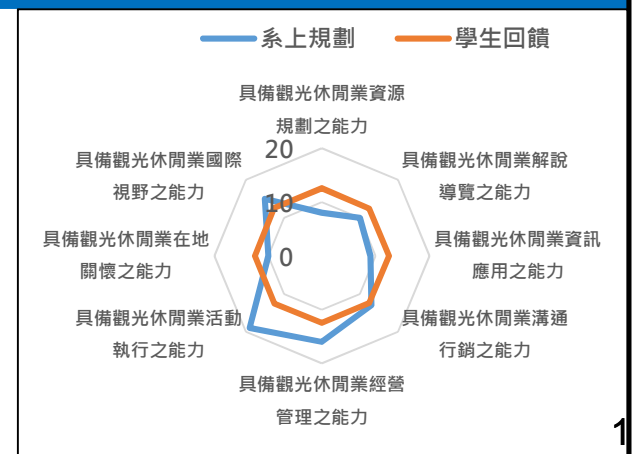 系上規劃 學生回饋
具備觀光休閒業資源
規劃之能力
20
具備觀光休閒業國際
視野之能力
具備觀光休閒業解說
導覽之能力
10
具備觀光休閒業在地
關懷之能力
0
具備觀光休閒業資訊
應用之能力
具備觀光休閒業活動
執行之能力
具備觀光休閒業溝通
行銷之能力
具備觀光休閒業經營
管理之能力
1